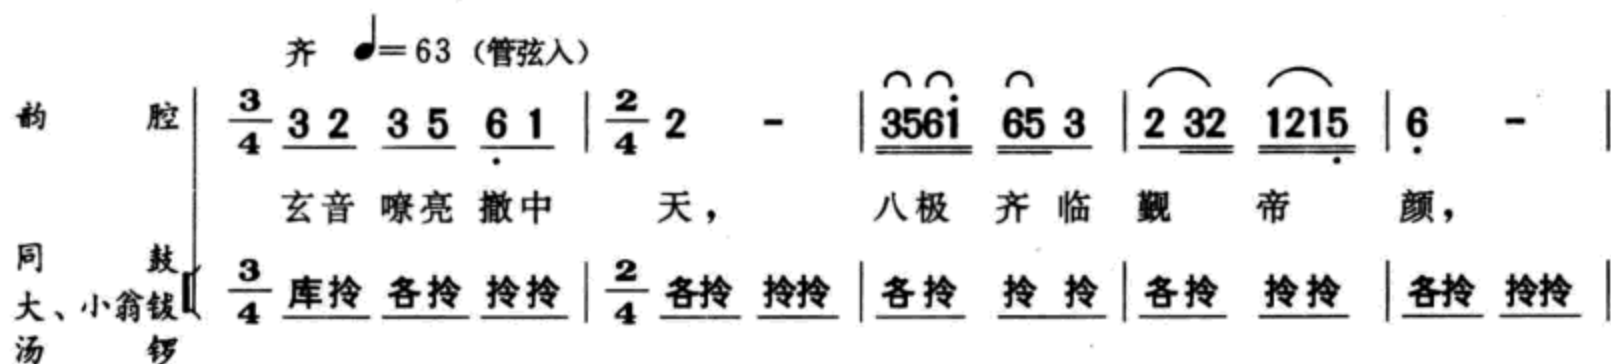 齐 ♩=63 (管弦入)
韵 腔 3/4 3 2 3 5 6̣ 1 | 2/4 2 - | 3561̇ 65 3 | 2 32 1215̣ | 6̣ - |
玄音 嘹亮 撒中 天， 八极 齐 临 觐 帝 颜，
同 鼓
大、小翁钹 3/4 库拎 各拎 拎拎 | 2/4 各拎 拎拎 | 各拎 拎 拎 | 各拎 拎拎 | 各拎 拎拎 |
汤 锣